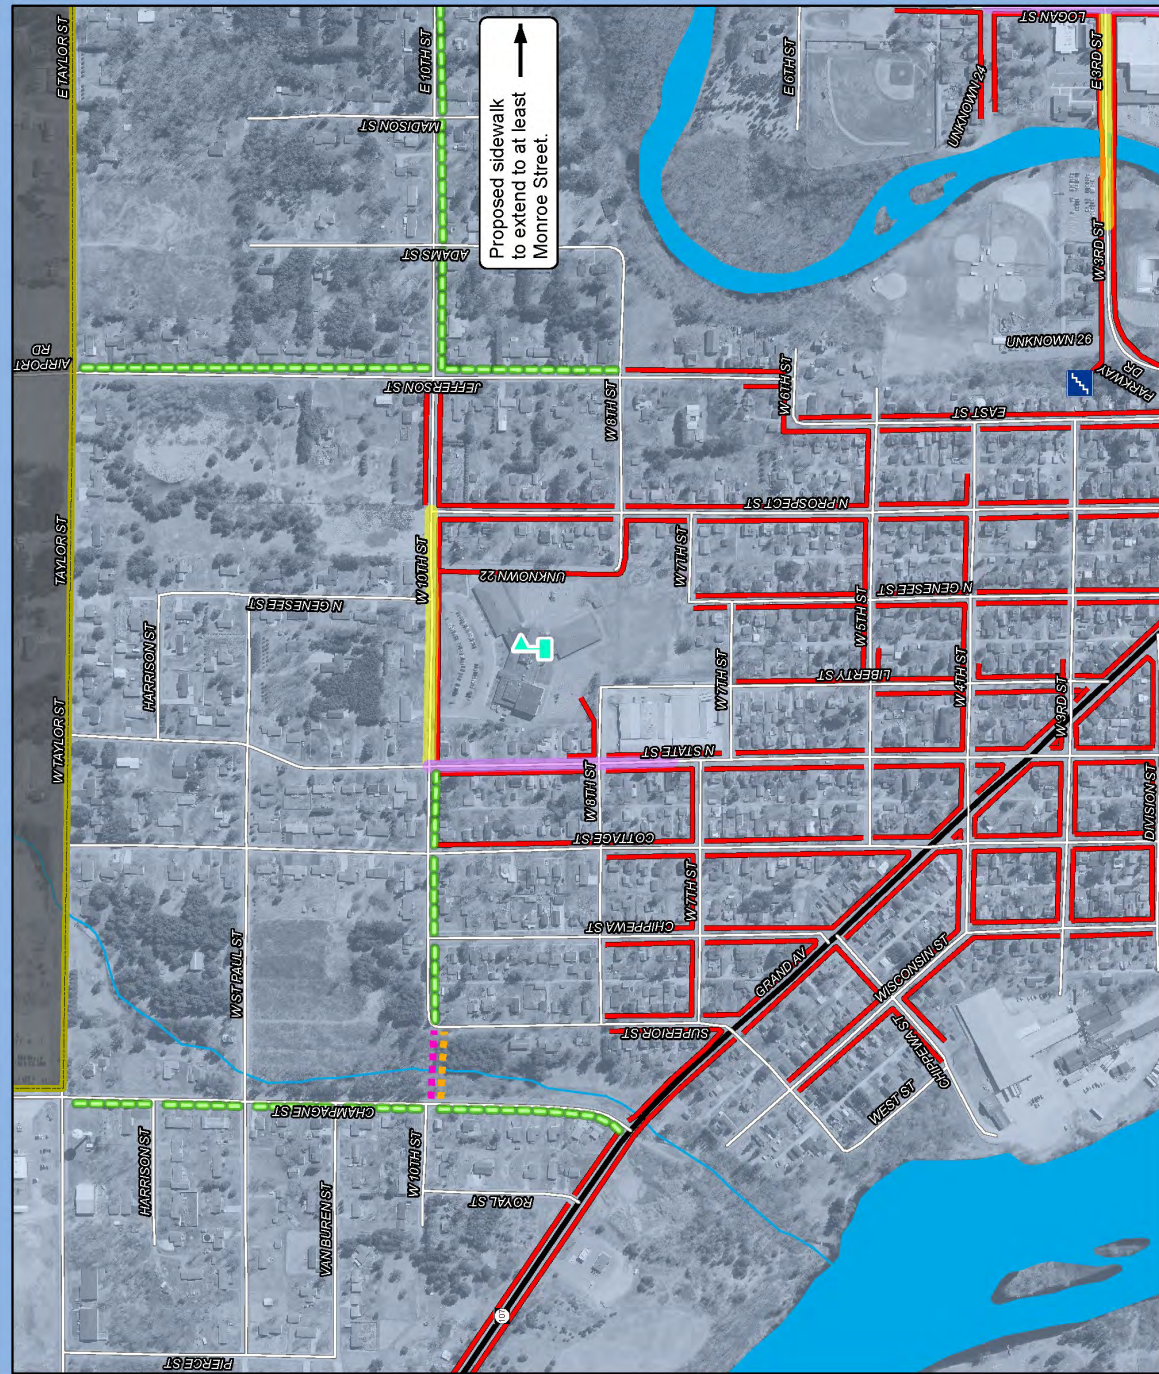 E TAYLOR ST
E 10TH ST
MADISON ST
Proposed sidewalk
to extend to at least
Monroe Street.
E 6TH ST
LOGAN ST
UNKNOWN 24
E 3RD ST
ADAMS ST
W 3RD ST
AIRPORT
RD
JEFFERSON ST
W 8TH ST
W 6TH ST
UNKNOWN 26
PARKWAY
DR
EAST ST
TAYLOR ST
W 10TH ST
N PROSPECT ST
UNKNOWN 22
W 7TH ST
N GENESEE ST
N GENESEE ST
W 5TH ST
HARRISON ST
W 7TH ST
LIBERTY ST
W 4TH ST
W 3RD ST
W TAYLOR ST
N STATE ST
W 8TH ST
DIVISION ST
COTTAGE ST
W 7TH ST
CHIPPEWA ST
W ST PAUL ST
GRAND AV
WISCONSIN ST
SUPERIOR ST
CHIPPEWA ST
WEST ST
CHAMPAGNE ST
HARRISON ST
W 10TH ST
ROYAL ST
VAN BUREN ST
107
PIERCE ST